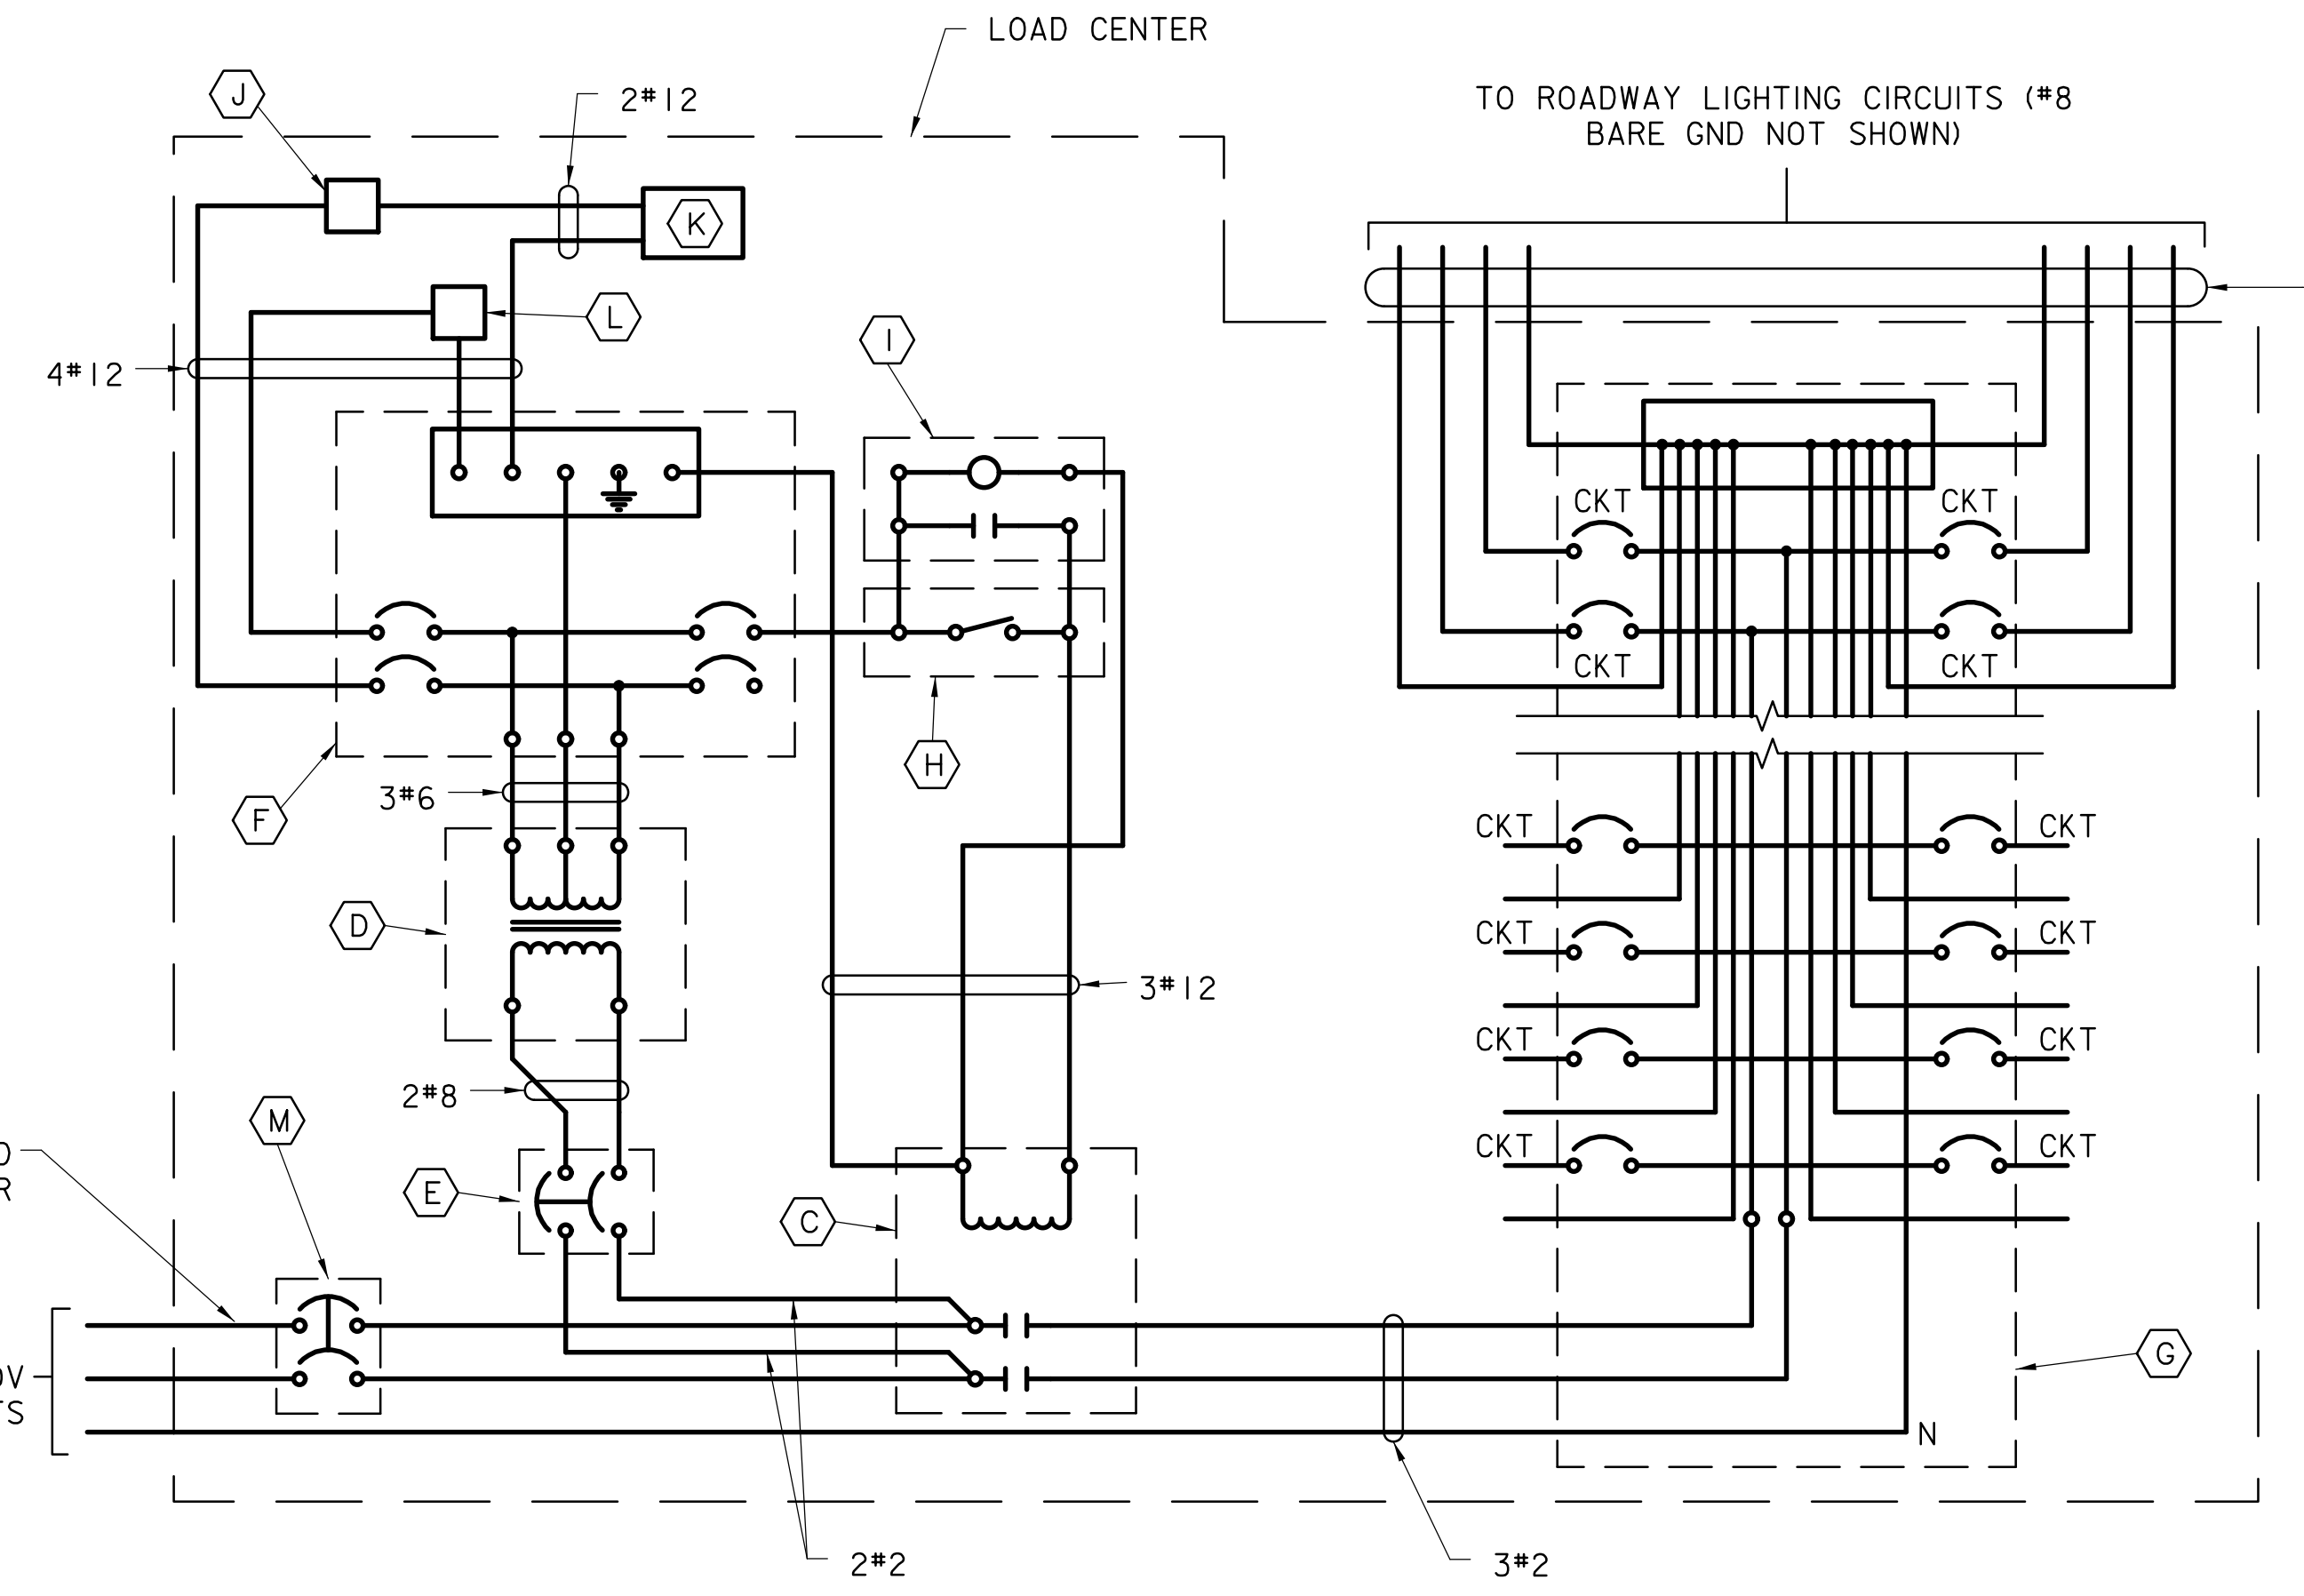 LOAD CENTER
J
2#12
TO ROADWAY LIGHTING CIRCUITS (#8
BARE GND NOT SHOWN)
K
L
I
4#12
CKT CKT
CKT CKT
H
3#6
F
CKT CKT
D
CKT CKT
3#12
CKT CKT
2#8
M
CKT CKT
R
E
C
G
V
S
N
2#2
3#2